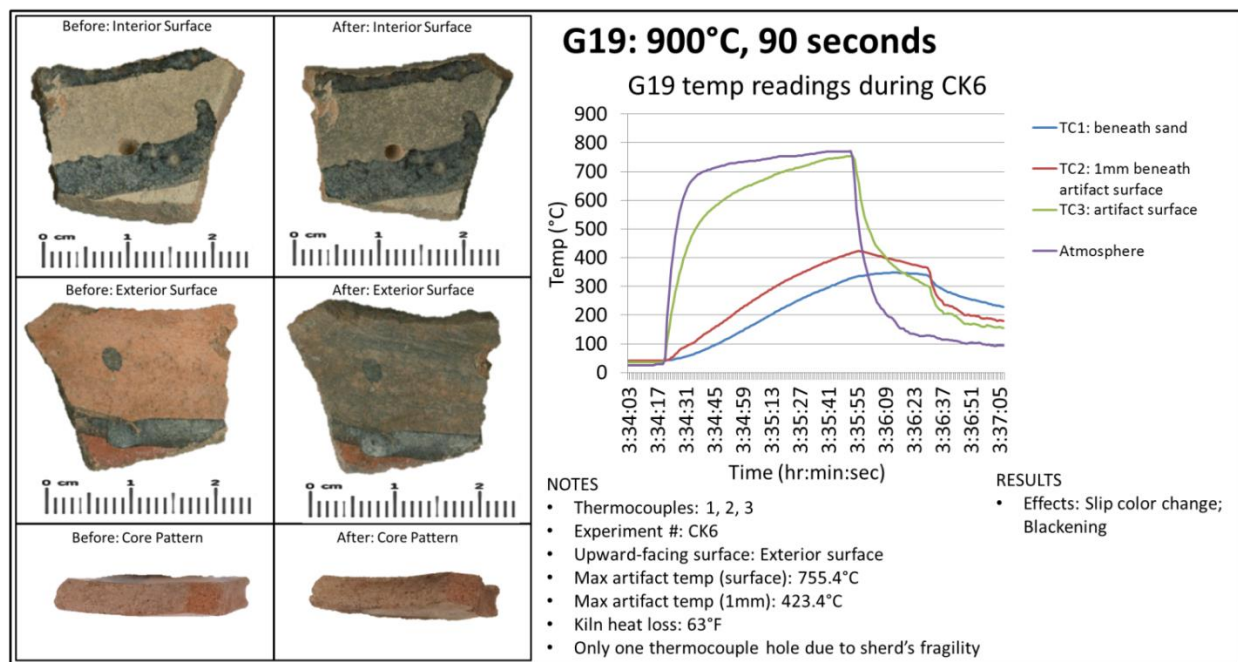 Before: Interior Surface
After: Interior Surface
0 cm 1 2
0 cm 1 2
Before: Exterior Surface
After: Exterior Surface
0 cm 1 2
0 cm 1 2
Before: Core Pattern
After: Core Pattern
G19: 900°C, 90 seconds
G19 temp readings during CK6
Temp (°C)
900
800
700
600
500
400
300
200
100
0
3:34:03
3:34:17
3:34:31
3:34:45
3:34:59
3:35:13
3:35:27
3:35:41
3:35:55
3:36:09
3:36:23
3:36:37
3:36:51
3:37:05
Time (hr:min:sec)
TC1: beneath sand
TC2: 1mm beneath
artifact surface
TC3: artifact surface
Atmosphere
NOTES
• Thermocouples: 1, 2, 3
• Experiment #: CK6
• Upward-facing surface: Exterior surface
• Max artifact temp (surface): 755.4°C
• Max artifact temp (1mm): 423.4°C
• Kiln heat loss: 63°F
• Only one thermocouple hole due to sherd's fragility
RESULTS
• Effects: Slip color change;
Blackening